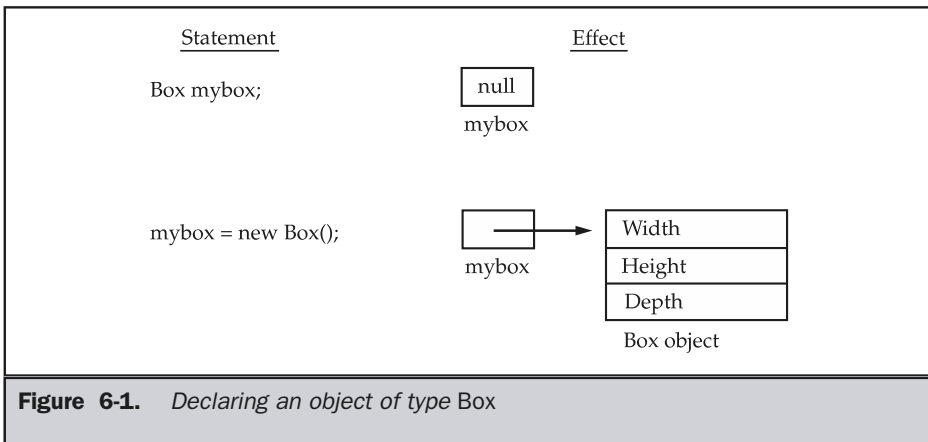 Statement Effect
Box mybox; null
mybox
mybox = new Box(); Width
mybox Height
Depth
Box object
Figure 6-1. Declaring an object of type Box